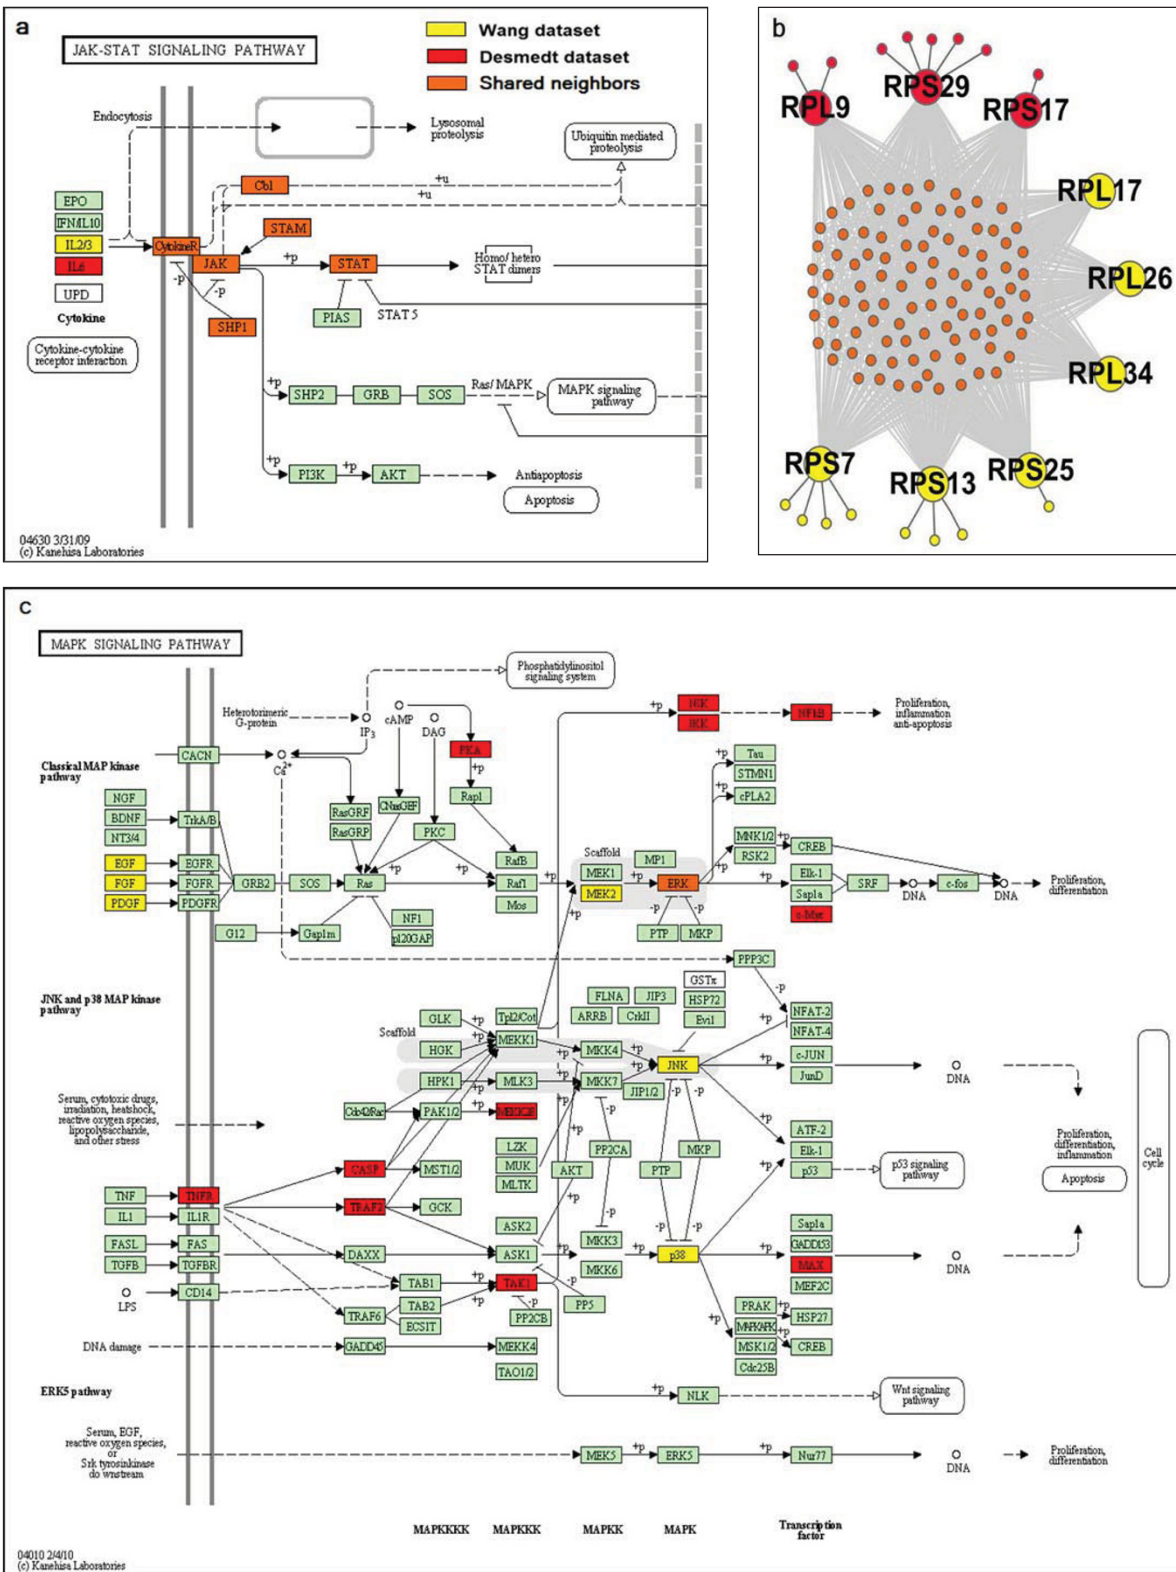 a
JAK-STAT SIGNALING PATHWAY
Wang dataset
Desmedt dataset
Shared neighbors
Endocytosis
Lysosomal
proteolysis
Ubiquitin mediated
proteolysis
+u
+u
Cbl
EPO
IFN/IL10
IL2/3
IL6
UPD
Cytokine
Cytokine-cytokine
receptor interaction
CytokineR
STAM
JAK
+p
STAT
Homo/ hetero
STAT dimers
-p
-p
SHP1
PIAS
STAT 5
+p
SHP2
GRB
SOS
Ras/ MAPK
MAPK signaling
pathway
+p
PI3K
+p
AKT
Antiapoptosis
Apoptosis
04630 3/31/09
(c) Kanehisa Laboratories
b
RPL9
RPS29
RPS17
RPL17
RPL26
RPL34
RPS7
RPS13
RPS25
c
MAPK SIGNALING PATHWAY
Phosphatidylinositol
signaling system
Heterotorimeric
G-protein
IP3
cAMP
DAG
PKA
+p
NIK
IKK
+p
NFkB
Proliferation,
inflammation
anti-apoptosis
CACN
Ca2+
Classical MAP kinase
pathway
NGF
BDNF
NT3/4
TrkA/B
RasGRF
RasGRP
CNrasGEF
PKC
Rap1
+p
Tau
STMN1
+p
cPLA2
EGF
FGF
PDGF
EGFR
FGFR
PDGFR
GRB2
SOS
Ras
+p
+p
RafB
Raf1
Mos
+p
Scaffold
MEK1
MEK2
MP1
+p
ERK
+p
MNK1/2
RSK2
+p
CREB
+p
Elk-1
Sap1a
c-Myc
SRF
DNA
c-fos
DNA
Proliferation,
differentiation
G12
Gap1m
NF1
p120GAP
-p
-p
PTP
MKP
PPP3C
-p
JNK and p38 MAP kinase
pathway
Scaffold
GLK
HGK
HPK1
+p
+p
+p
Tpl2/Cot
MEKK1
MLK3
+p
+p
FLNA
JIP3
ARRB
CrkII
MKK4
MKK7
+p
+p
JIP1/2
GSTπ
HSP72
Evi1
JNK
+p
NFAT-2
NFAT-4
+p
c-JUN
JunD
DNA
Serum, cytotoxic drugs,
irradiation, heatshock,
reactive oxygen species,
lipopolysaccharide,
and other stress
Cdc42/Rac
PAK1/2
LZK
MUK
MLTK
+p
AKT
-p
PP2CA
-p
-p
-p
PTP
MKP
+p
ATF-2
Elk-1
p53
+p
p53 signaling
pathway
Proliferation,
differentiation,
inflammation
Apoptosis
Cell
cycle
CASP
MST1/2
TNF
TNFR
TRAF2
GCK
IL1
IL1R
FASL
FAS
DAXX
ASK2
ASK1
+p
-p
MKK3
MKK6
+p
-p
-p
p38
+p
Sap1a
GADD153
MAX
MEF2C
DNA
TGFB
TGFBR
LPS
CD14
TAB1
+p
TAK1
-p
PP5
TRAF6
TAB2
ECSIT
+p
-p
PP2CB
+p
PRAK
MAPKAPK
MSK1/2
Cdc25B
+p
HSP27
+p
CREB
DNA damage
GADD45
MEKK4
TAO1/2
ERK5 pathway
+p
NLK
Wnt signaling
pathway
Serum, EGF,
reactive oxygen species,
or
Srk tyrosinkinase
downstream
MEK5
+p
ERK5
+p
Nur77
DNA
Proliferation,
differentiation
MAPKKKK
MAPKKK
MAPKK
MAPK
Transcription
factor
04010 2/4/10
(c) Kanehisa Laboratories